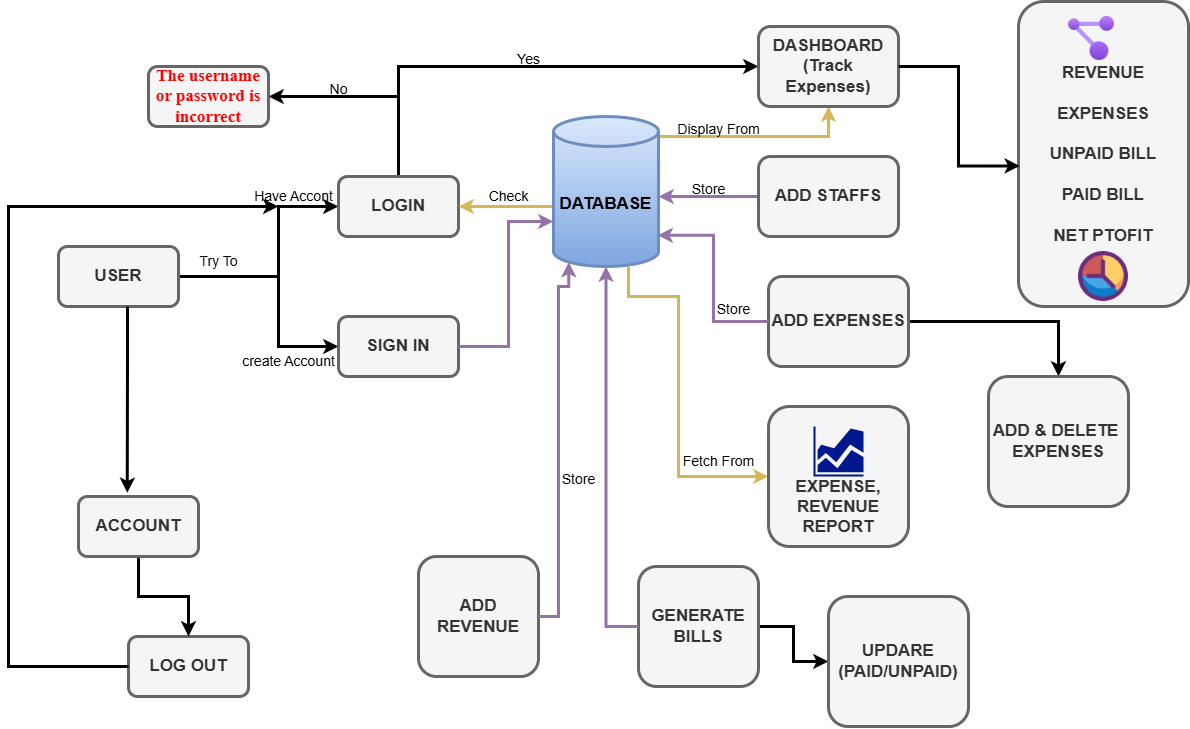 DASHBOARD
(Track
Expenses)
Yes
REVENUE
EXPENSES
UNPAID BILL
PAID BILL
NET PTOFIT
The username
or password is
incorrect
No
Display From
Have Accont
LOGIN
Check
DATABASE
Store
ADD STAFFS
USER
Try To
create Account
SIGN IN
Store
ADD EXPENSES
ADD & DELETE
EXPENSES
Fetch From
EXPENSE,
REVENUE
REPORT
Store
ACCOUNT
LOG OUT
ADD
REVENUE
GENERATE
BILLS
UPDARE
(PAID/UNPAID)